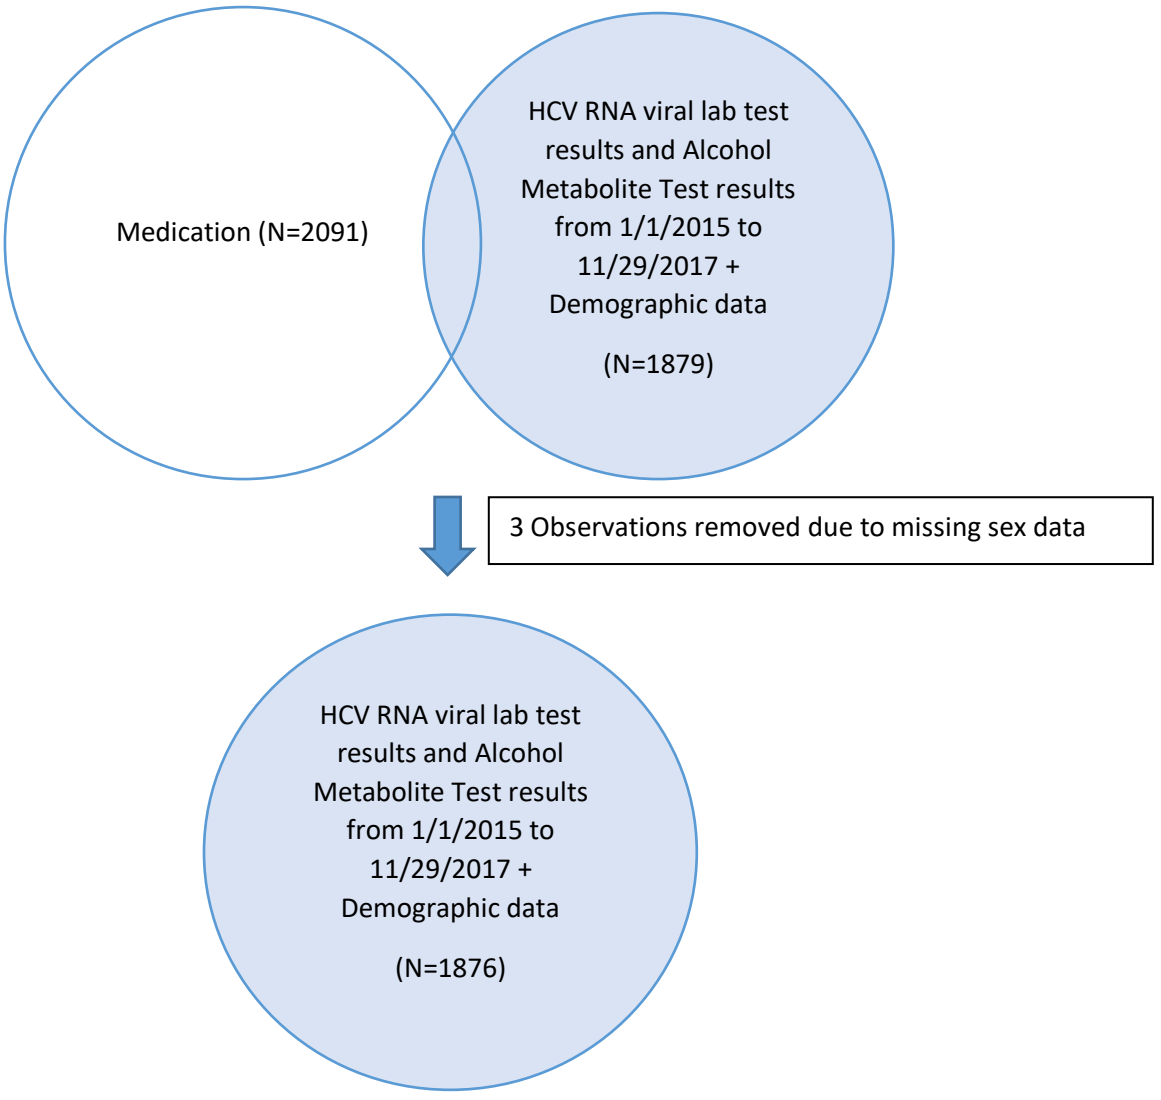 Medication (N=2091)
HCV RNA viral lab test
results and Alcohol
Metabolite Test results
from 1/1/2015 to
11/29/2017 +
Demographic data
(N=1879)
3 Observations removed due to missing sex data
HCV RNA viral lab test
results and Alcohol
Metabolite Test results
from 1/1/2015 to
11/29/2017 +
Demographic data
(N=1876)